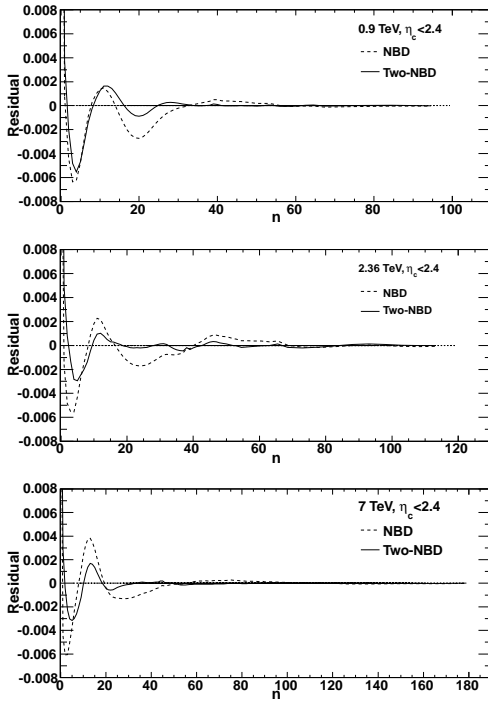 0.008
0.006
0.004
0.002
0
-0.002
-0.004
-0.006
-0.008
Residual
0.9 TeV, η_c<2.4
NBD
Two-NBD
0 20 40 60 80 100
n
0.008
0.006
0.004
0.002
0
-0.002
-0.004
-0.006
-0.008
Residual
2.36 TeV, η_c<2.4
NBD
Two-NBD
0 20 40 60 80 100 120
n
0.008
0.006
0.004
0.002
0
-0.002
-0.004
-0.006
-0.008
Residual
7 TeV, η_c<2.4
NBD
Two-NBD
0 20 40 60 80 100 120 140 160 180
n